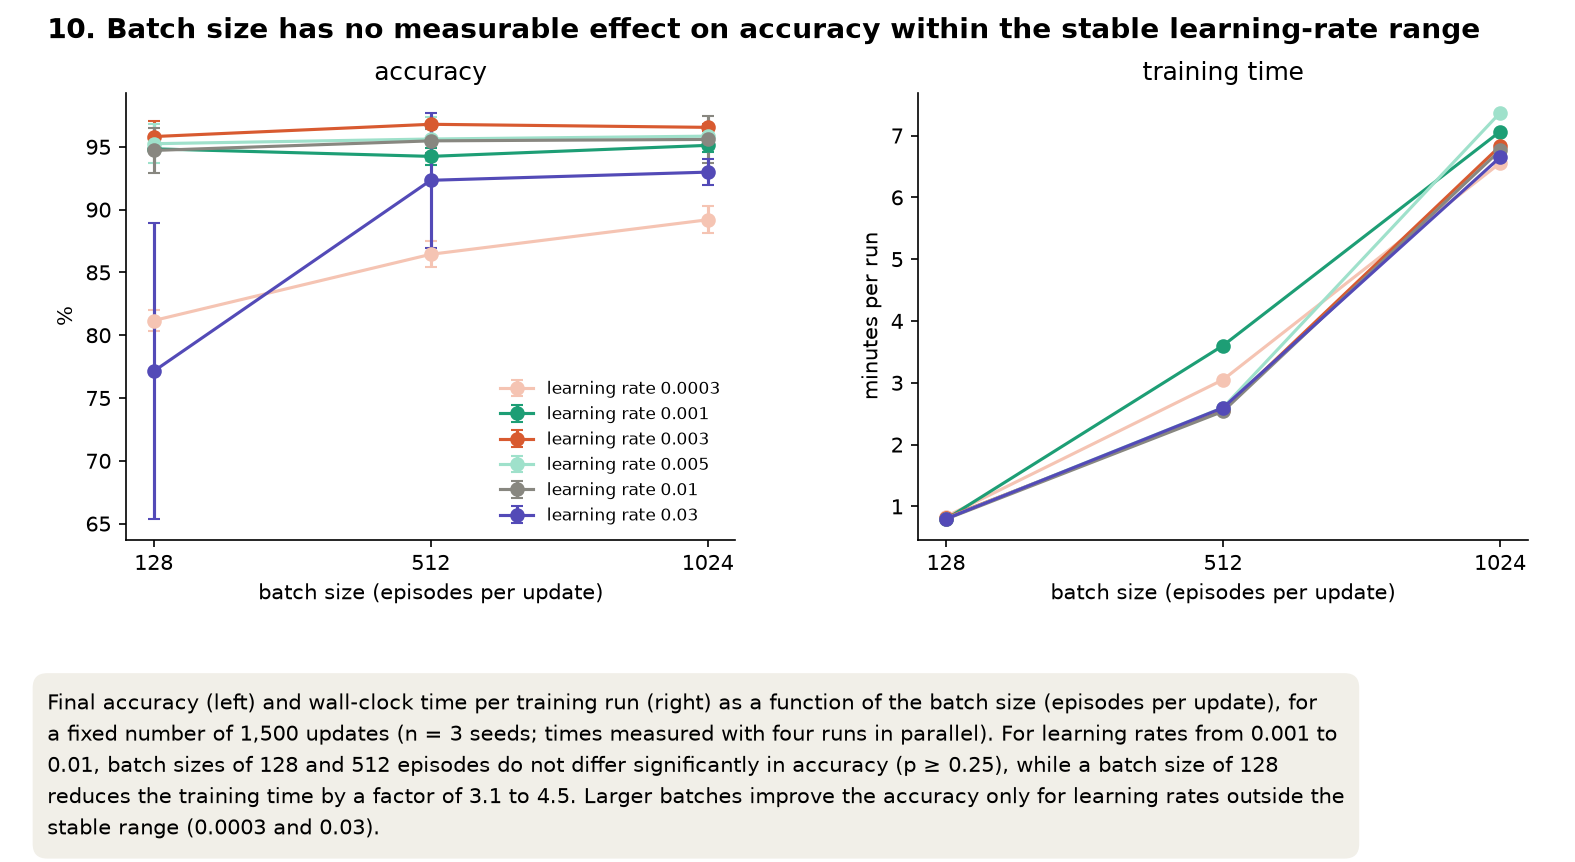 10. Batch size has no measurable effect on accuracy within the stable learning-rate range
accuracy
95
90
85
80
75
70
65
%
128
512
1024
batch size (episodes per update)
learning rate 0.0003
learning rate 0.001
learning rate 0.003
learning rate 0.005
learning rate 0.01
learning rate 0.03
training time
7
6
5
4
3
2
1
minutes per run
128
512
1024
batch size (episodes per update)
Final accuracy (left) and wall-clock time per training run (right) as a function of the batch size (episodes per update), for
a fixed number of 1,500 updates (n = 3 seeds; times measured with four runs in parallel). For learning rates from 0.001 to
0.01, batch sizes of 128 and 512 episodes do not differ significantly in accuracy (p ≥ 0.25), while a batch size of 128
reduces the training time by a factor of 3.1 to 4.5. Larger batches improve the accuracy only for learning rates outside the
stable range (0.0003 and 0.03).